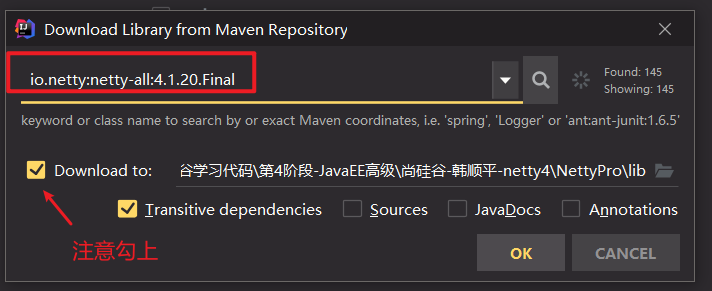 Download Library from Maven Repository
io.netty:netty-all:4.1.20.Final
Found: 145
Showing: 145
keyword or class name to search by or exact Maven coordinates, i.e. 'spring', 'Logger' or 'ant:ant-junit:1.6.5'
Download to: 谷学习代码\第4阶段-JavaEE高级\尚硅谷-韩顺平-netty4\NettyPro\lib
Transitive dependencies Sources JavaDocs Annotations
注意勾上
OK CANCEL